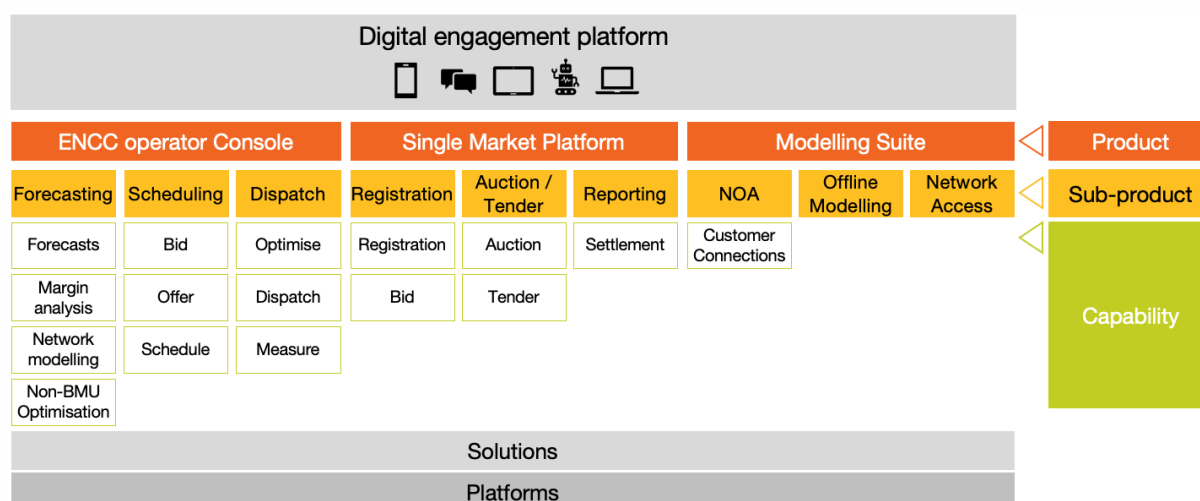 Digital engagement platform
ENCC operator Console
Single Market Platform
Modelling Suite
Product
Forecasting
Scheduling
Dispatch
Registration
Auction /
Tender
Reporting
NOA
Offline
Modelling
Network
Access
Sub-product
Forecasts
Bid
Optimise
Registration
Auction
Settlement
Customer
Connections
Margin
analysis
Offer
Dispatch
Bid
Tender
Capability
Network
modelling
Schedule
Measure
Non-BMU
Optimisation
Solutions
Platforms